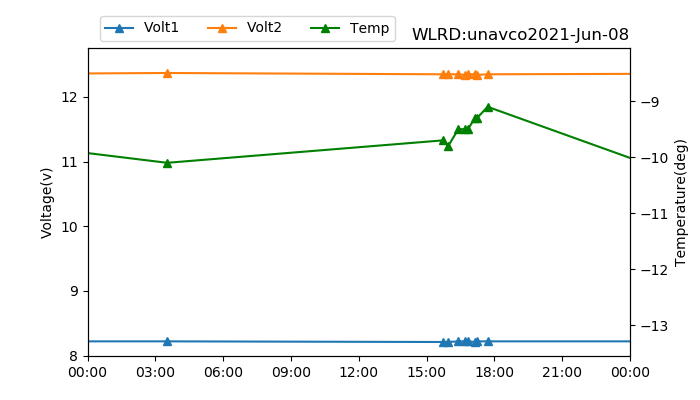 Volt1 Volt2 Temp WLRD:unavco2021-Jun-08
Voltage(v)
12
11
10
9
8
Temperature(deg)
−9
−10
−11
−12
−13
00:00 03:00 06:00 09:00 12:00 15:00 18:00 21:00 00:00